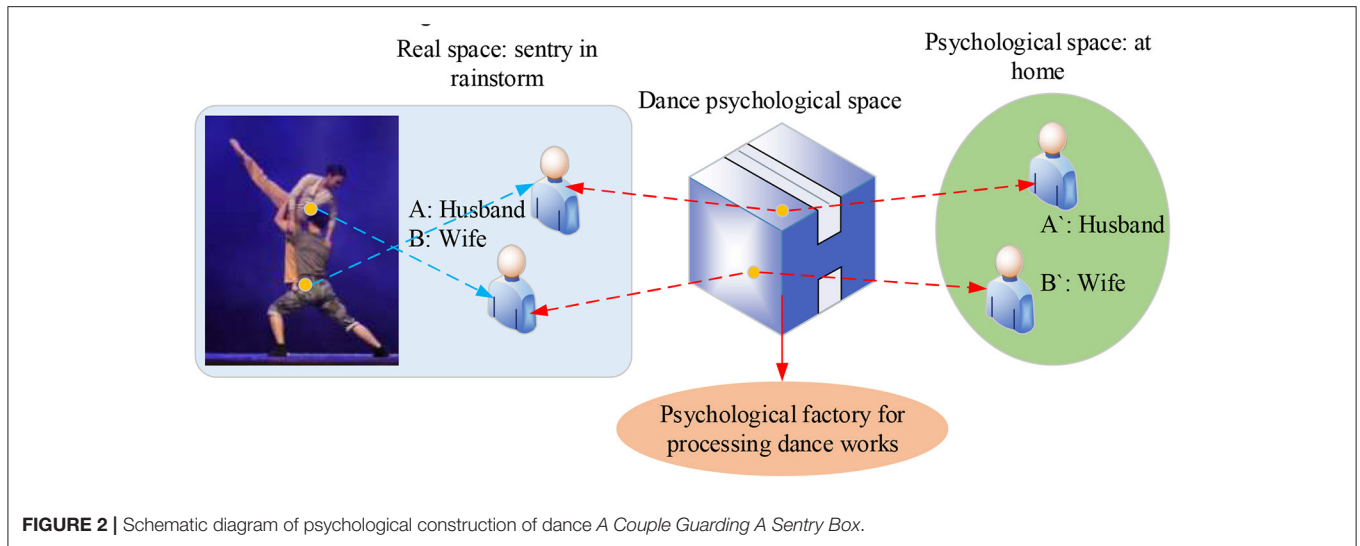 Real space: sentry in
rainstorm
Psychological space: at
home
Dance psychological space
A: Husband
B: Wife
A`: Husband
B`: Wife
Psychological factory for
processing dance works
FIGURE 2 | Schematic diagram of psychological construction of dance A Couple Guarding A Sentry Box.